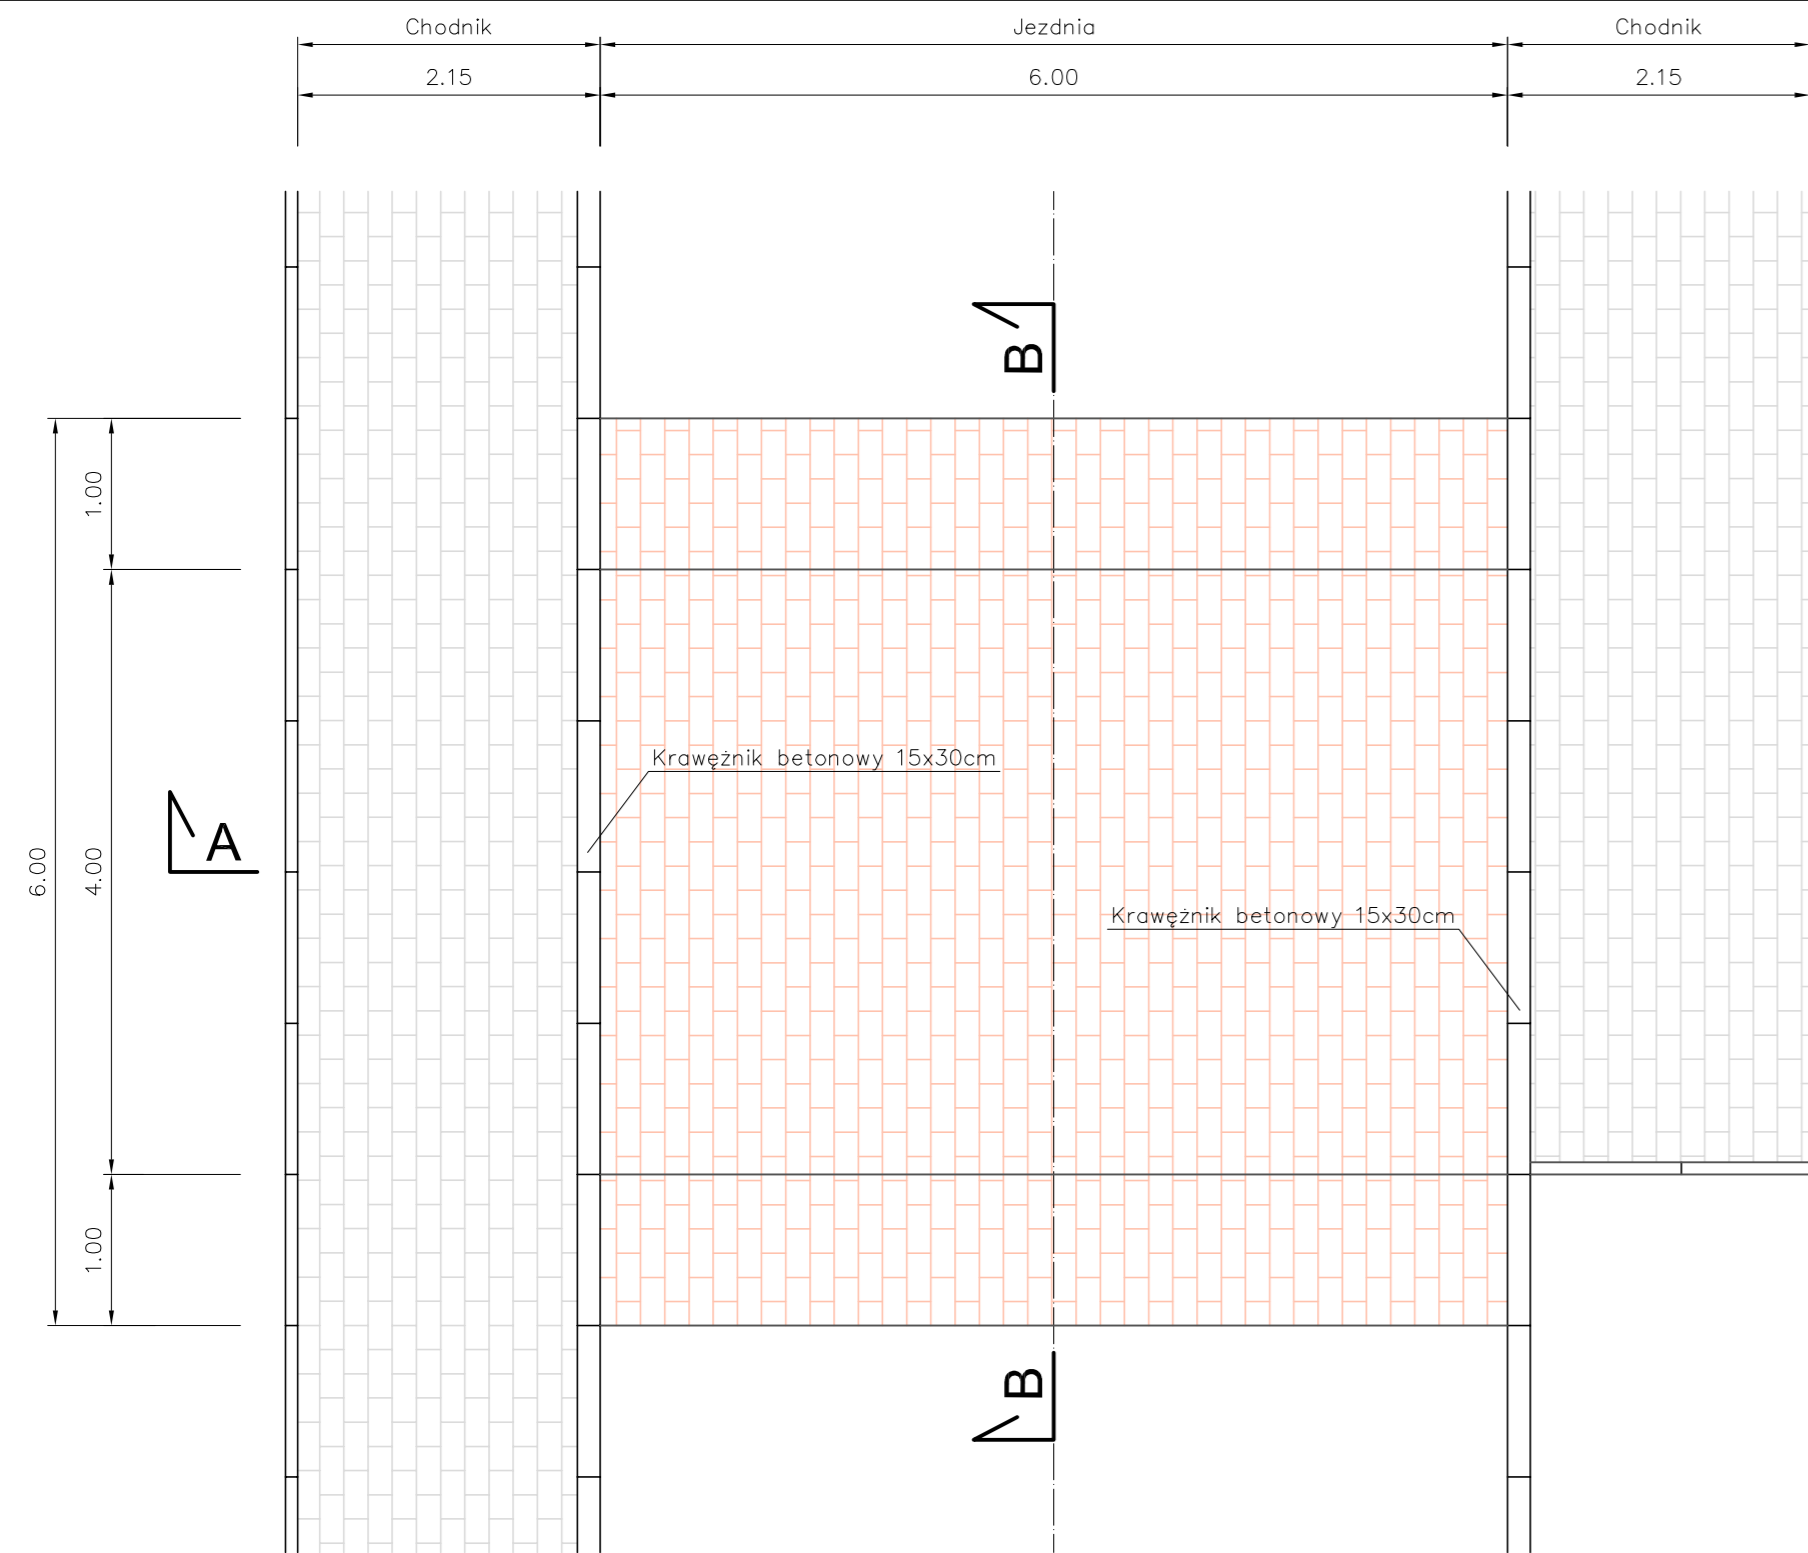 Chodnik
Jezdnia
Chodnik
2.15
6.00
2.15
B
1.00
Krawężnik betonowy 15x30cm
A
6.00
4.00
Krawężnik betonowy 15x30cm
1.00
B